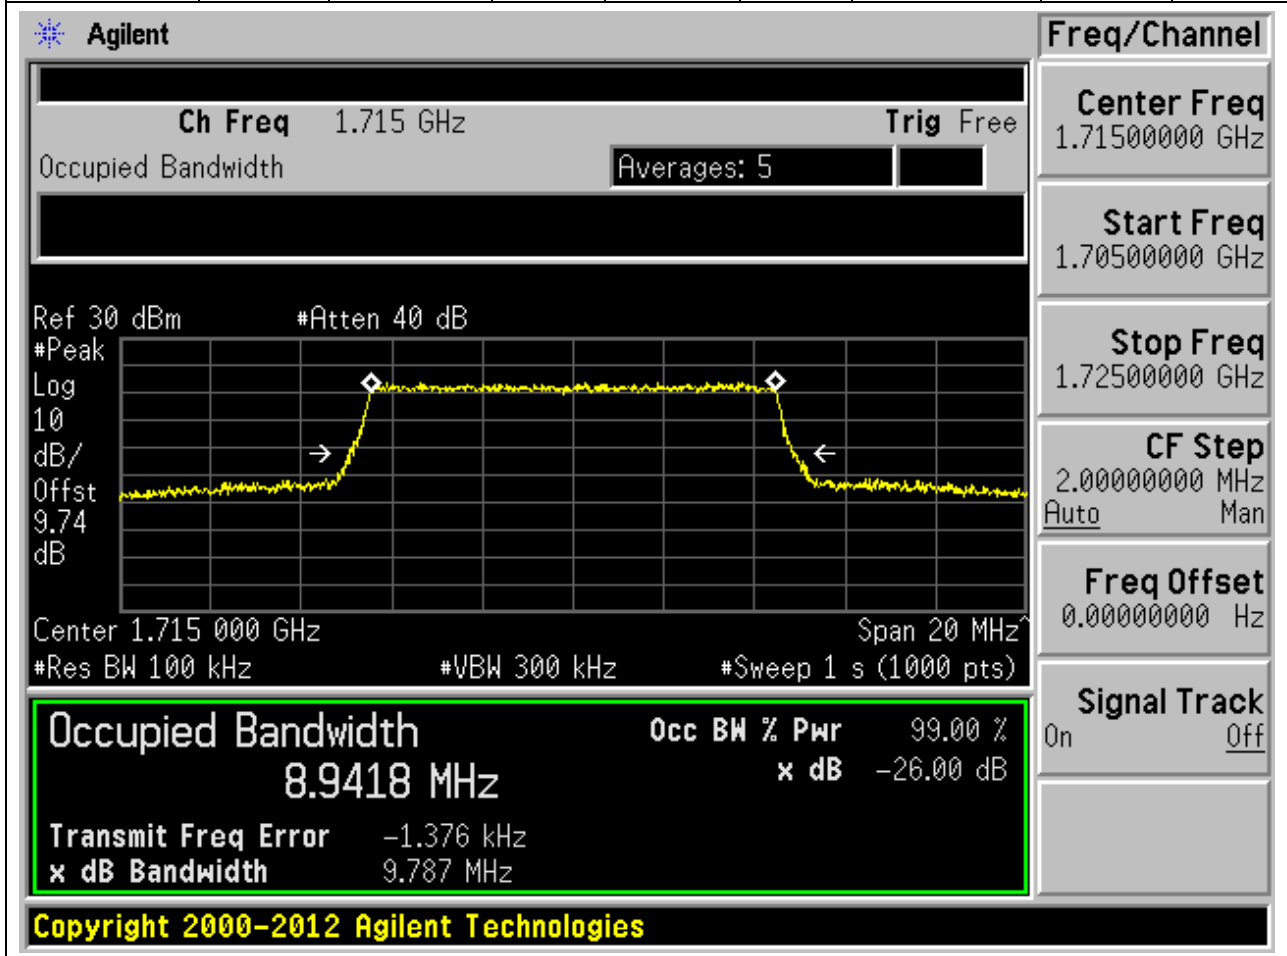 Agilent
Freq/Channel
Ch Freq 1.715 GHz Trig Free
Occupied Bandwidth Averages: 5
Center Freq
1.71500000 GHz
Start Freq
1.70500000 GHz
Stop Freq
1.72500000 GHz
CF Step
2.00000000 MHz
Auto Man
Freq Offset
0.00000000 Hz
Signal Track
On Off
Ref 30 dBm #Atten 40 dB
#Peak
Log
10
dB/
Offst
9.74
dB
Center 1.715 000 GHz Span 20 MHz^
#Res BW 100 kHz #VBW 300 kHz #Sweep 1 s (1000 pts)
Occupied Bandwidth Occ BW % Pwr 99.00 %
8.9418 MHz x dB -26.00 dB
Transmit Freq Error -1.376 kHz
x dB Bandwidth 9.787 MHz
Copyright 2000-2012 Agilent Technologies